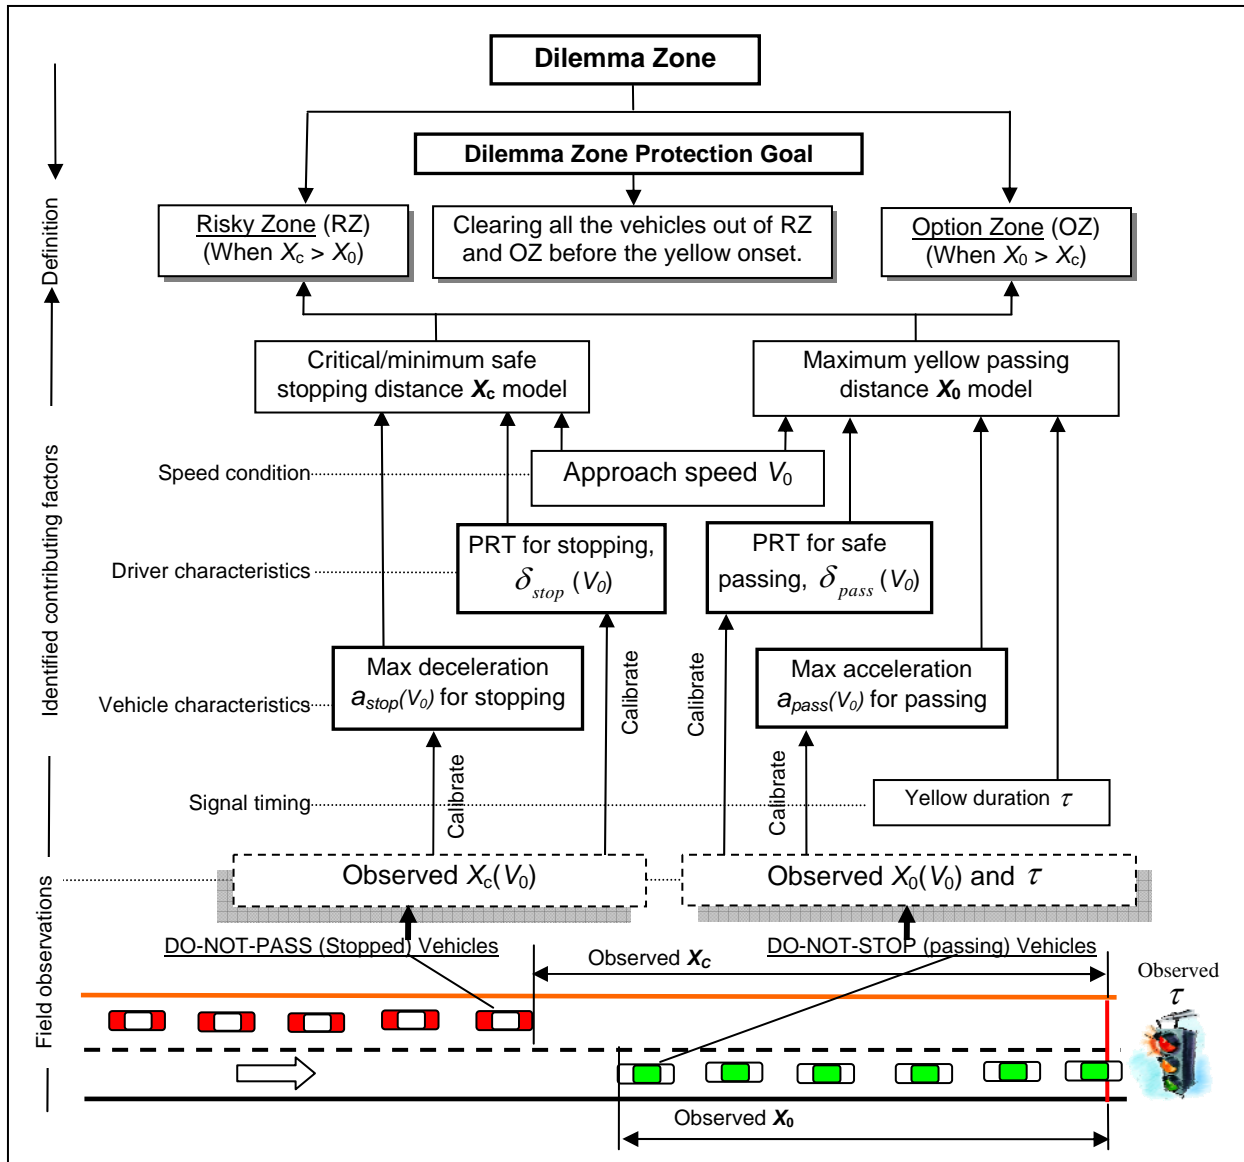 Dilemma Zone
Dilemma Zone Protection Goal
Definition
Risky Zone (RZ)
(When Xc > X0)
Clearing all the vehicles out of RZ
and OZ before the yellow onset.
Option Zone (OZ)
(When X0 > Xc)
Identified contributing factors
Critical/minimum safe
stopping distance Xc model
Maximum yellow passing
distance X0 model
Speed condition
Approach speed V0
Driver characteristics
PRT for stopping,
δstop (V0)
PRT for safe
passing, δpass (V0)
Vehicle characteristics
Max deceleration
astop(V0) for stopping
Calibrate
Calibrate
Max acceleration
apass(V0) for passing
Signal timing
Calibrate
Calibrate
Yellow duration τ
Field observations
Observed Xc(V0)
Observed X0(V0) and τ
DO-NOT-PASS (Stopped) Vehicles
DO-NOT-STOP (passing) Vehicles
Observed XC
Observed
τ
Observed X0